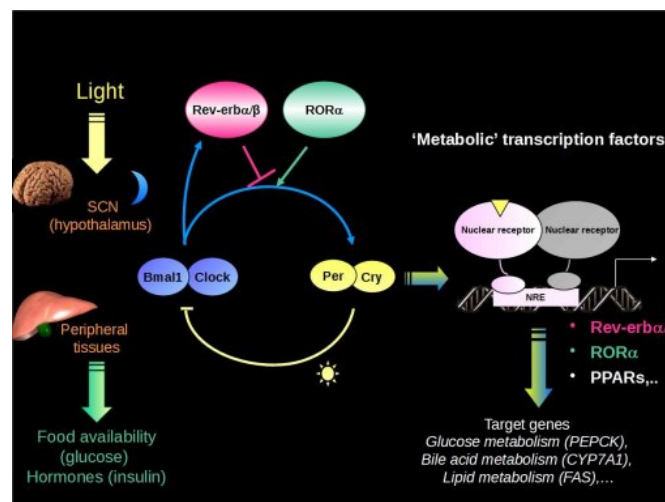 Light
SCN
(hypothalamus)
Peripheral
tissues
Food availability
(glucose)
Hormones (insulin)
Rev-erbα/β
RORα
Bmal1 Clock
Per Cry
‘Metabolic’ transcription factors
Nuclear receptor Nuclear receptor
NRE
• Rev-erbα/
• RORα
• PPARs,..
Target genes
Glucose metabolism (PEPCK),
Bile acid metabolism (CYP7A1),
Lipid metabolism (FAS),...